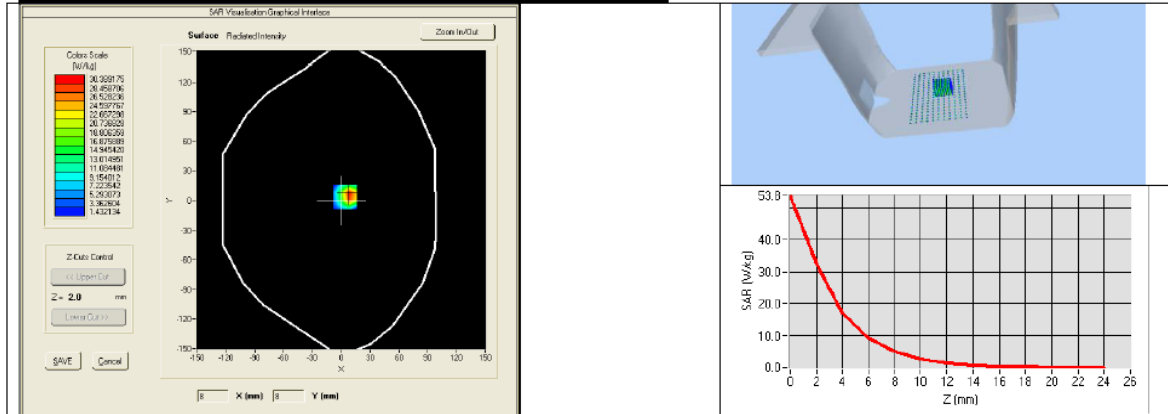 SAR Visualisation Graphical Interface
Surface Radiated Intensity
Zoom In/Out
Colors Scale
(W/kg)
30.389175
28.458706
26.528236
24.597767
22.667298
20.736828
18.806359
16.875889
14.945420
13.014951
11.084481
9.154012
7.223542
5.293073
3.362604
1.432134
Y
150
120
90
60
30
0
-30
-60
-90
-120
-150
-150 -120 -90 -60 -30 0 30 60 90 120 150
X
Z-Cuts Control
<< Upper Cut
Z = 2.0 mm
Lower Cut >>
SAVE Cancel
8 X (mm) 8 Y (mm)
SAR (W/kg)
53.8
40.0
30.0
20.0
10.0
0.0
0 2 4 6 8 10 12 14 16 18 20 22 24 26
Z (mm)